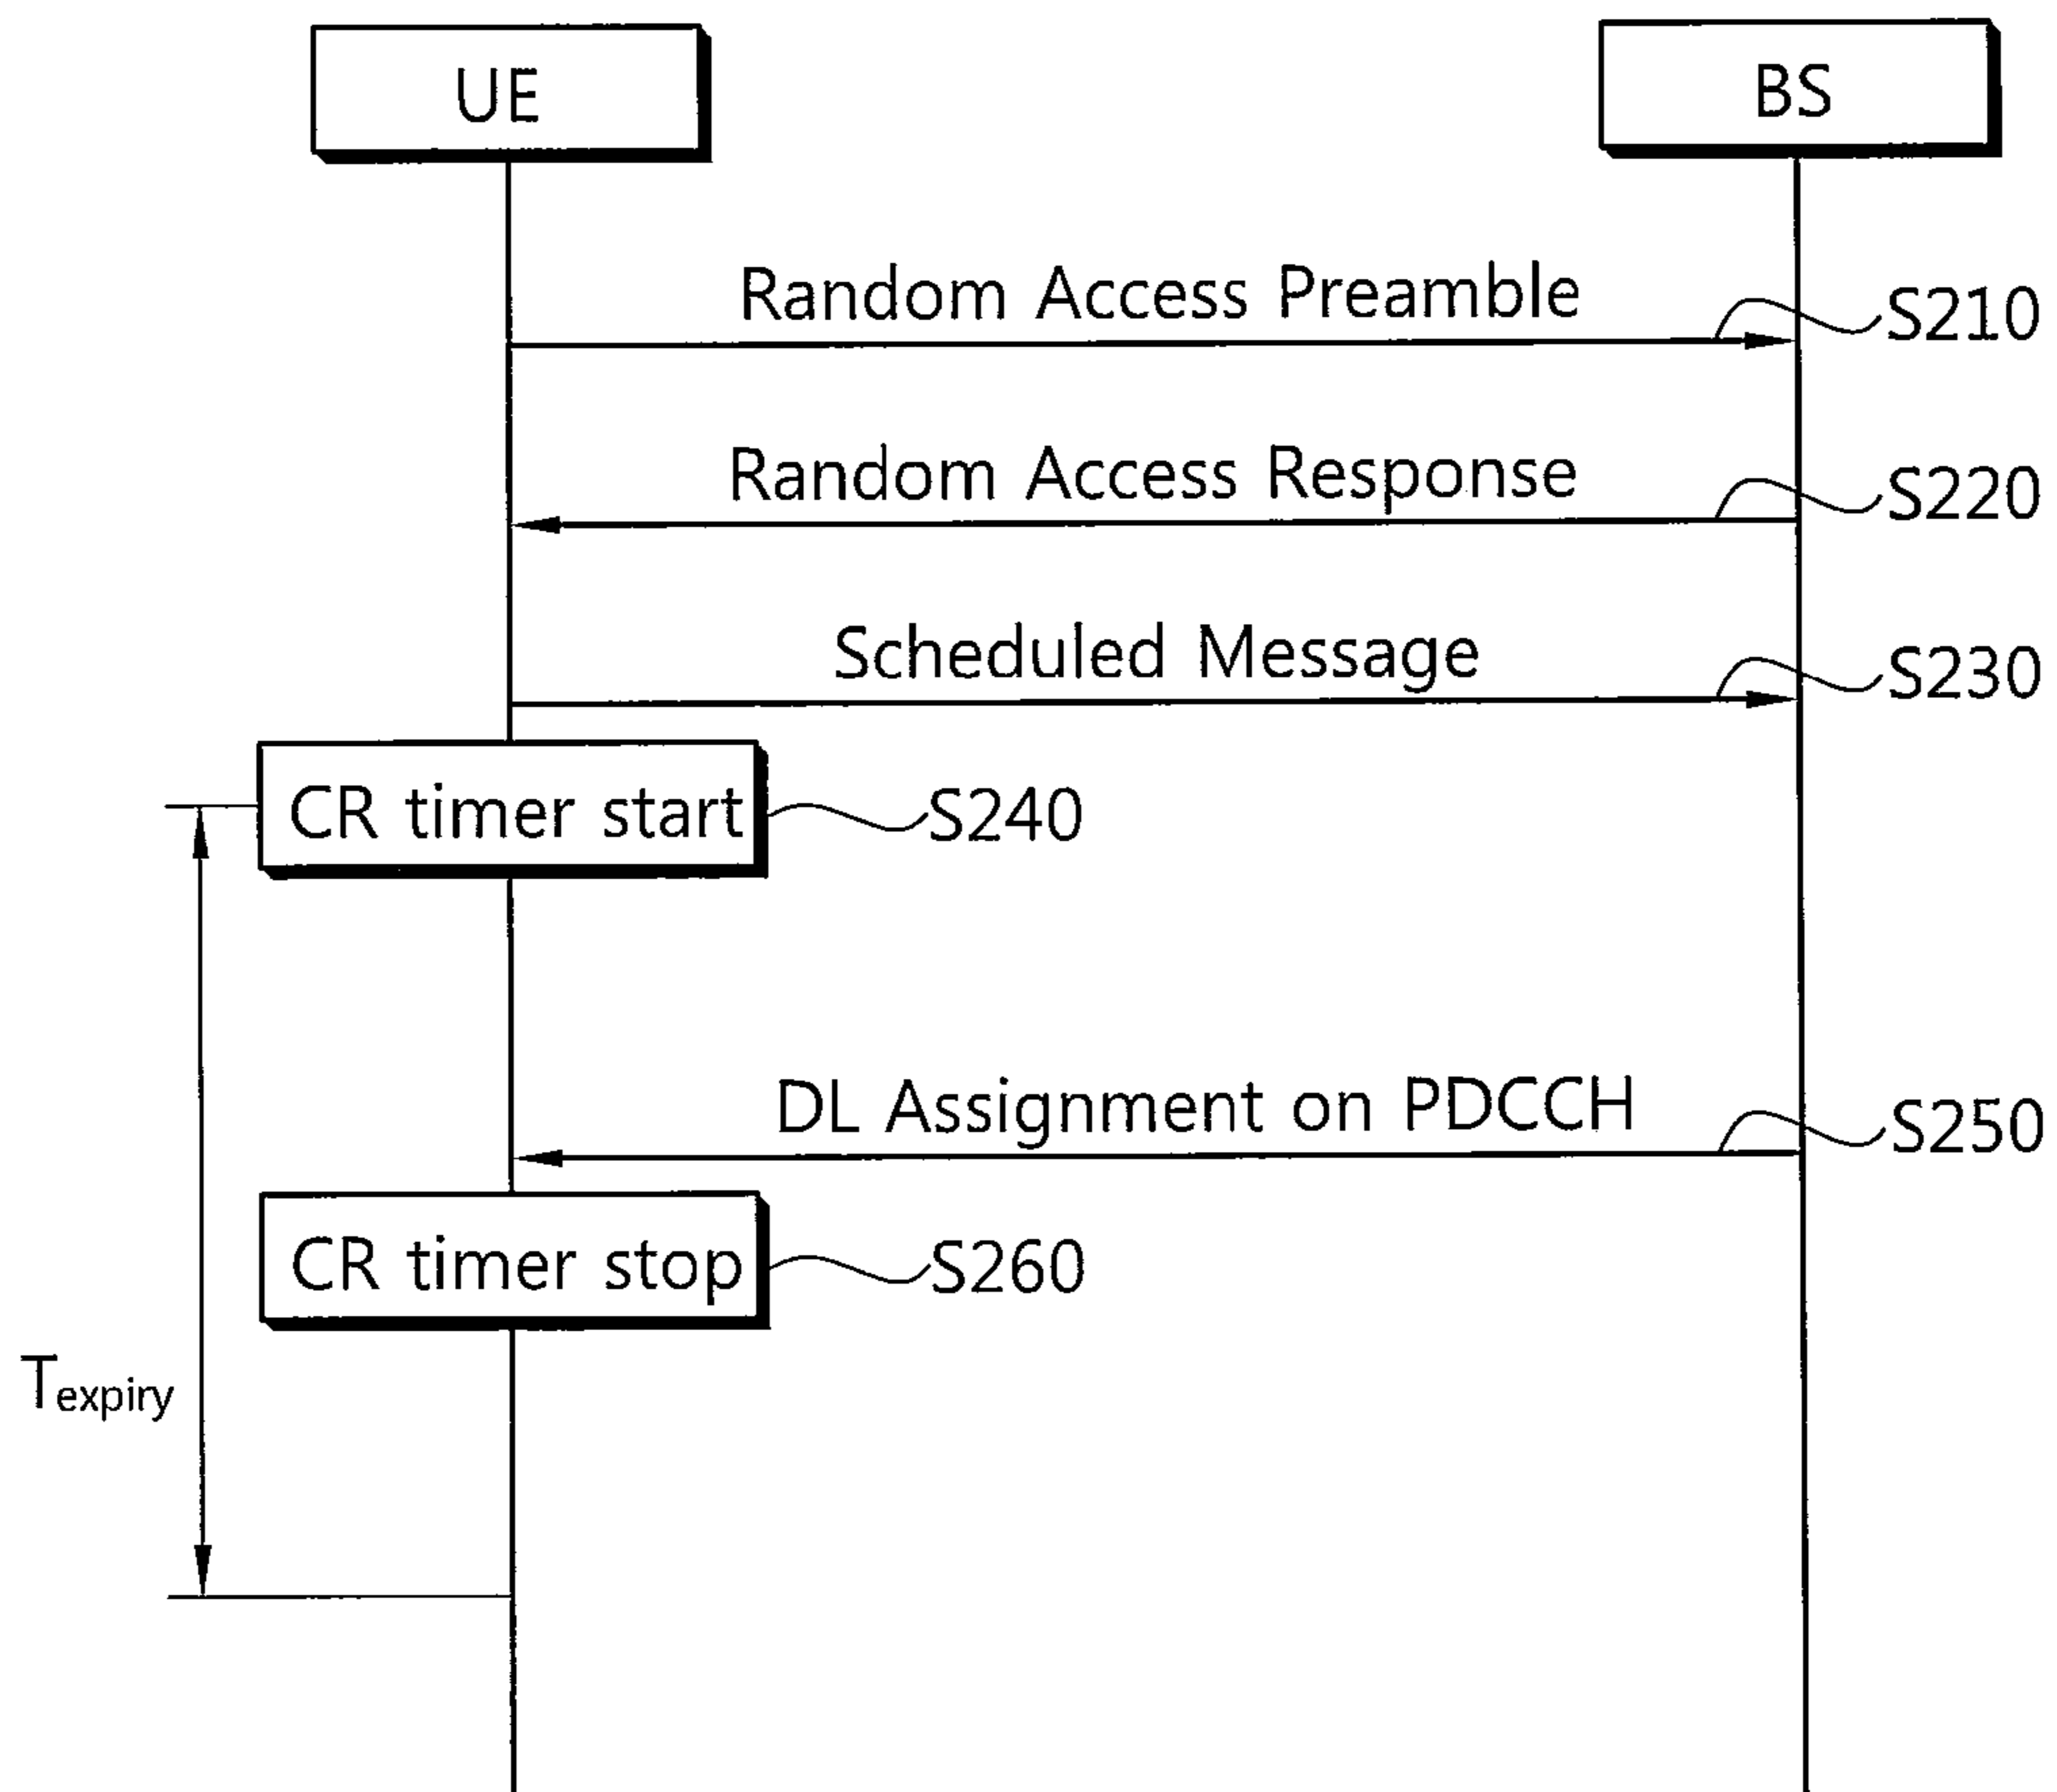 UE
BS
Random Access Preamble
S210
Random Access Response
S220
Scheduled Message
S230
CR timer start
S240
DL Assignment on PDCCH
S250
CR timer stop
S260
Texpiry